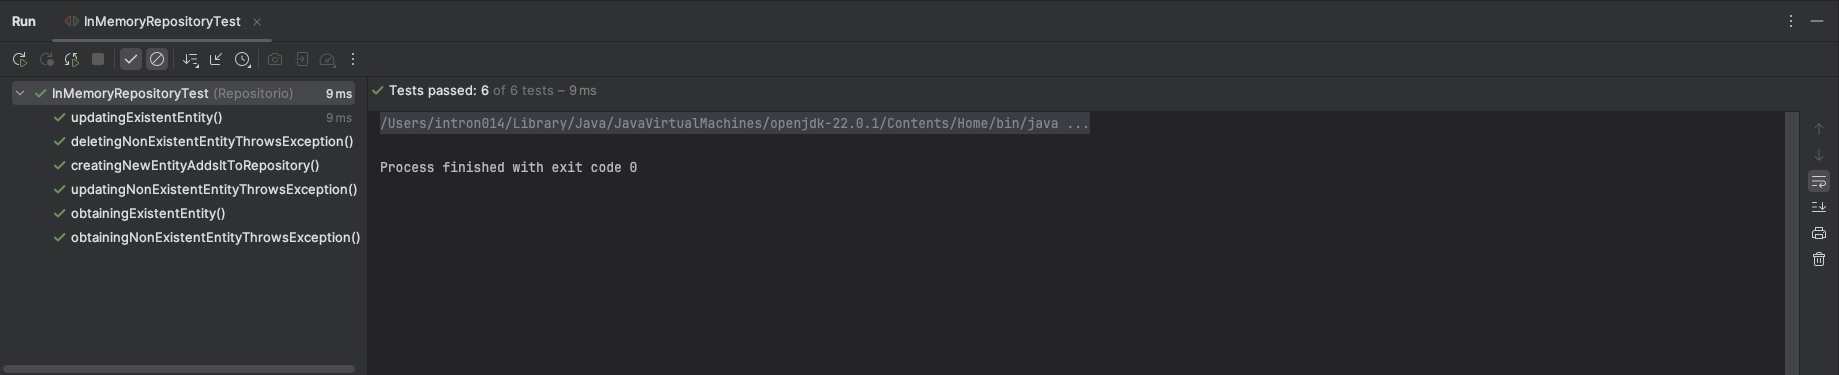 Run InMemoryRepositoryTest
InMemoryRepositoryTest (Repositorio) 9 ms
updatingExistentEntity() 9 ms
deletingNonExistentEntityThrowsException()
creatingNewEntityAddsItToRepository()
updatingNonExistentEntityThrowsException()
obtainingExistentEntity()
obtainingNonExistentEntityThrowsException()
Tests passed: 6 of 6 tests – 9 ms
/Users/intron014/Library/Java/JavaVirtualMachines/openjdk-22.0.1/Contents/Home/bin/java ...
Process finished with exit code 0